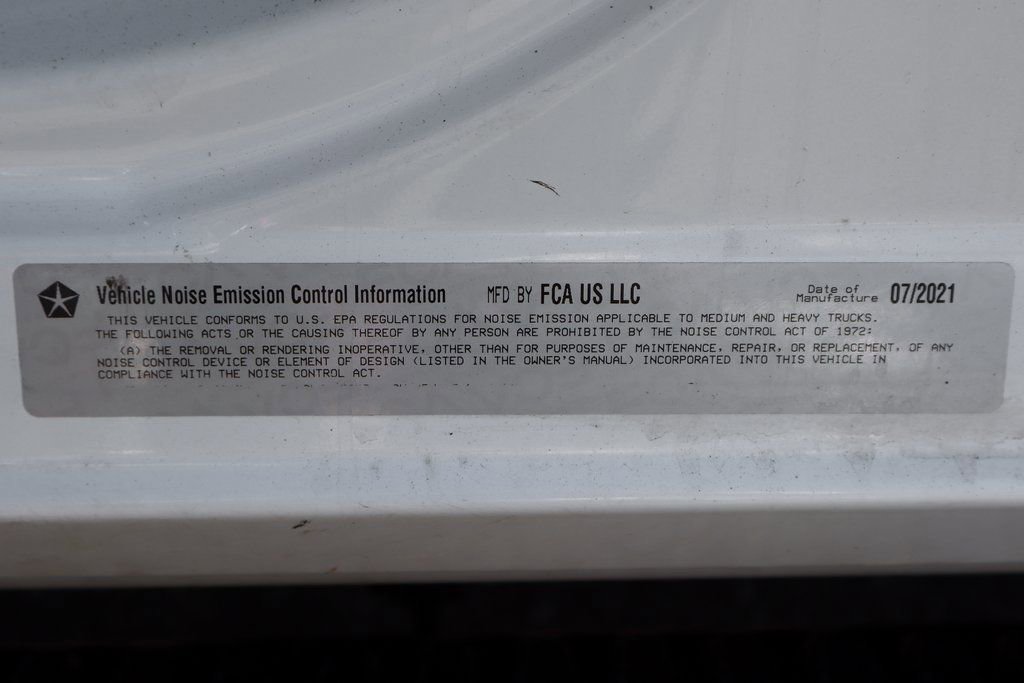 Vehicle Noise Emission Control Information MFD BY FCA US LLC Date of Manufacture 07/2021
THIS VEHICLE CONFORMS TO U.S. EPA REGULATIONS FOR NOISE EMISSION APPLICABLE TO MEDIUM AND HEAVY TRUCKS.
THE FOLLOWING ACTS OR THE CAUSING THEREOF BY ANY PERSON ARE PROHIBITED BY THE NOISE CONTROL ACT OF 1972:
(A) THE REMOVAL OR RENDERING INOPERATIVE, OTHER THAN FOR PURPOSES OF MAINTENANCE, REPAIR, OR REPLACEMENT, OF ANY
NOISE CONTROL DEVICE OR ELEMENT OF DESIGN (LISTED IN THE OWNER'S MANUAL) INCORPORATED INTO THIS VEHICLE IN
COMPLIANCE WITH THE NOISE CONTROL ACT.